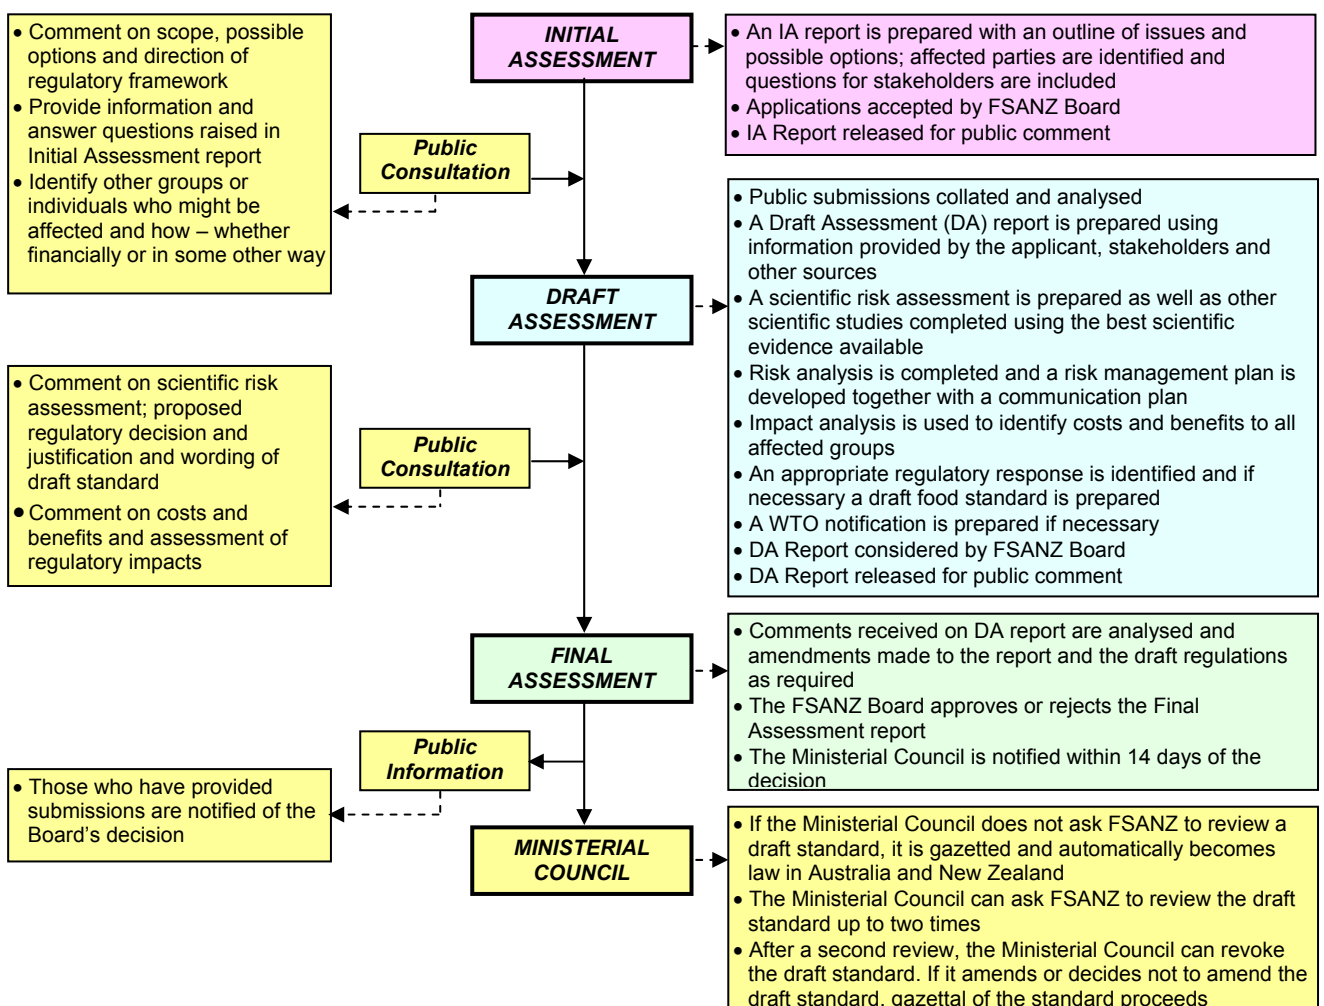 • Comment on scope, possible
options and direction of
regulatory framework
• Provide information and
answer questions raised in
Initial Assessment report
• Identify other groups or
individuals who might be
affected and how – whether
financially or in some other way
INITIAL
ASSESSMENT
• An IA report is prepared with an outline of issues and
possible options; affected parties are identified and
questions for stakeholders are included
• Applications accepted by FSANZ Board
• IA Report released for public comment
Public
Consultation
DRAFT
ASSESSMENT
• Public submissions collated and analysed
• A Draft Assessment (DA) report is prepared using
information provided by the applicant, stakeholders and
other sources
• A scientific risk assessment is prepared as well as other
scientific studies completed using the best scientific
evidence available
• Risk analysis is completed and a risk management plan is
developed together with a communication plan
• Impact analysis is used to identify costs and benefits to all
affected groups
• An appropriate regulatory response is identified and if
necessary a draft food standard is prepared
• A WTO notification is prepared if necessary
• DA Report considered by FSANZ Board
• DA Report released for public comment
• Comment on scientific risk
assessment; proposed
regulatory decision and
justification and wording of
draft standard
• Comment on costs and
benefits and assessment of
regulatory impacts
Public
Consultation
FINAL
ASSESSMENT
• Comments received on DA report are analysed and
amendments made to the report and the draft regulations
as required
• The FSANZ Board approves or rejects the Final
Assessment report
• The Ministerial Council is notified within 14 days of the
decision
Public
Information
• Those who have provided
submissions are notified of the
Board's decision
MINISTERIAL
COUNCIL
• If the Ministerial Council does not ask FSANZ to review a
draft standard, it is gazetted and automatically becomes
law in Australia and New Zealand
• The Ministerial Council can ask FSANZ to review the draft
standard up to two times
• After a second review, the Ministerial Council can revoke
the draft standard. If it amends or decides not to amend the
draft standard, gazettal of the standard proceeds